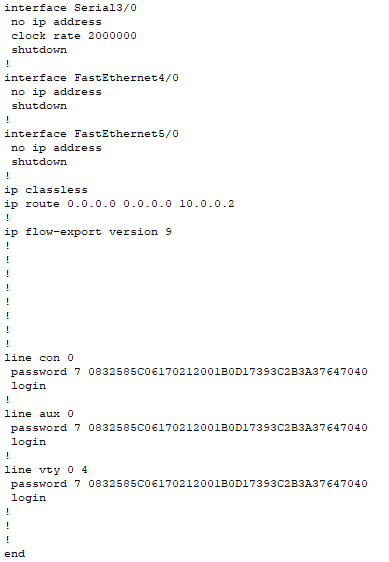 interface Serial3/0
 no ip address
 clock rate 2000000
 shutdown
!
interface FastEthernet4/0
 no ip address
 shutdown
!
interface FastEthernet5/0
 no ip address
 shutdown
!
ip classless
ip route 0.0.0.0 0.0.0.0 10.0.0.2
!
ip flow-export version 9
!
!
!
!
!
!
!
!
line con 0
 password 7 0832585C06170212001B0D17393C2B3A37647040
 login
!
line aux 0
 password 7 0832585C06170212001B0D17393C2B3A37647040
 login
!
line vty 0 4
 password 7 0832585C06170212001B0D17393C2B3A37647040
 login
!
!
!
end